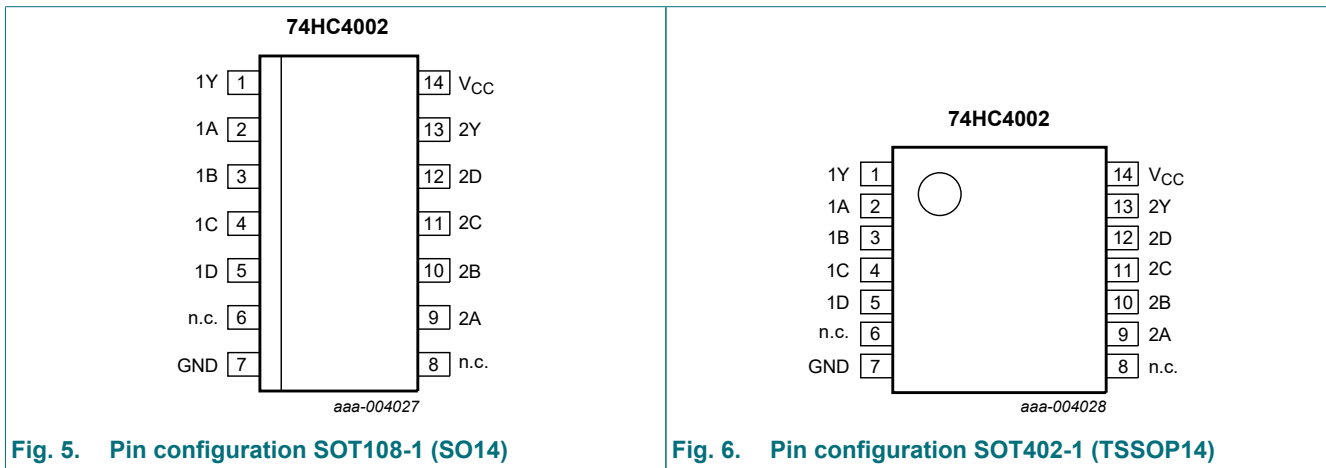 74HC4002
1Y 1 14 VCC
1A 2 13 2Y
1B 3 12 2D
1C 4 11 2C
1D 5 10 2B
n.c. 6 9 2A
GND 7 8 n.c.
aaa-004027
Fig. 5. Pin configuration SOT108-1 (SO14)
74HC4002
1Y 1 14 VCC
1A 2 13 2Y
1B 3 12 2D
1C 4 11 2C
1D 5 10 2B
n.c. 6 9 2A
GND 7 8 n.c.
aaa-004028
Fig. 6. Pin configuration SOT402-1 (TSSOP14)